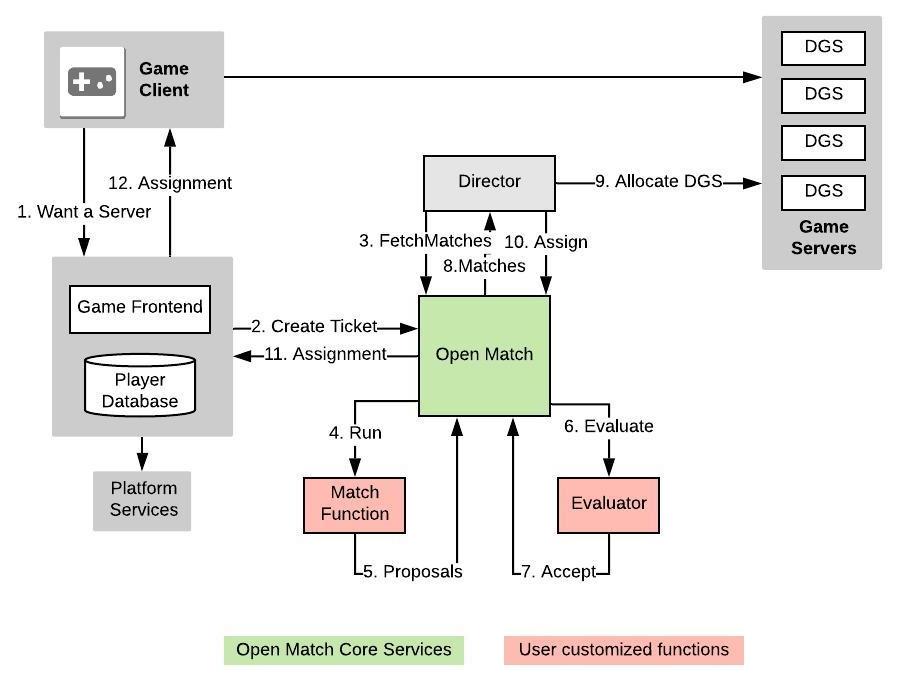 Game
Client
DGS
DGS
DGS
DGS
Game
Servers
12. Assignment
1. Want a Server
Director
9. Allocate DGS
3. FetchMatches
10. Assign
8.Matches
Game Frontend
Player
Database
2. Create Ticket
11. Assignment
Open Match
Platform
Services
4. Run
6. Evaluate
Match
Function
Evaluator
5. Proposals
7. Accept
Open Match Core Services
User customized functions